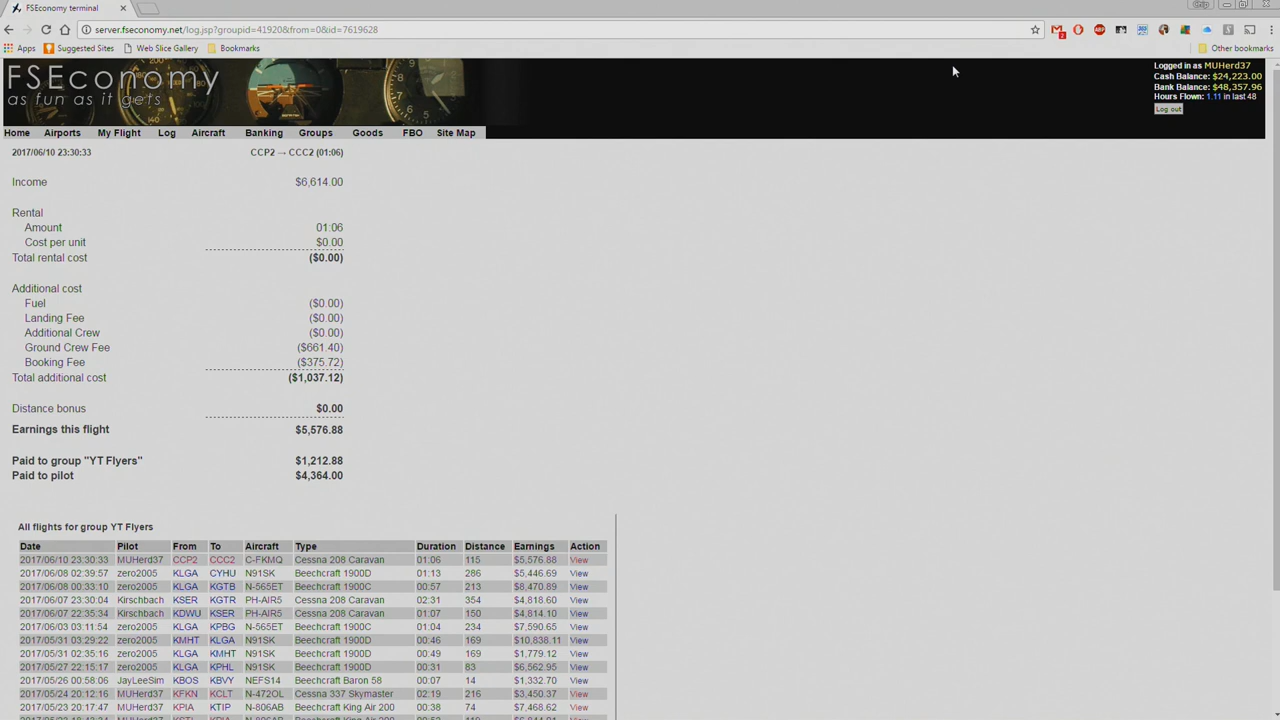 FSEconomy terminal
Chip
server.fseconomy.net/log.jsp?groupid=41920&from=0&id=7619628
Apps Suggested Sites Web Slice Gallery Bookmarks Other bookmarks
FSEconomy
as fun as it gets
Logged in as MUHerd37
Cash Balance: $24,223.00
Bank Balance: $48,357.96
Hours Flown: 1.11 in last 48
Log out
Home Airports My Flight Log Aircraft Banking Groups Goods FBO Site Map
2017/06/10 23:30:33 CCP2 → CCC2 (01:06)
Income $6,614.00
Rental
Amount 01:06
Cost per unit $0.00
Total rental cost ($0.00)
Additional cost
Fuel ($0.00)
Landing Fee ($0.00)
Additional Crew ($0.00)
Ground Crew Fee ($661.40)
Booking Fee ($375.72)
Total additional cost ($1,037.12)
Distance bonus $0.00
Earnings this flight $5,576.88
Paid to group "YT Flyers" $1,212.88
Paid to pilot $4,364.00
All flights for group YT Flyers
Date Pilot From To Aircraft Type Duration Distance Earnings Action
2017/06/10 23:30:33 MUHerd37 CCP2 CCC2 C-FKMQ Cessna 208 Caravan 01:06 115 $5,576.88 View
2017/06/08 02:39:57 zero2005 KLGA CYHU N91SK Beechcraft 1900D 01:13 286 $5,446.69 View
2017/06/08 00:33:10 zero2005 KLGA KGTB N-565ET Beechcraft 1900C 00:57 213 $8,470.89 View
2017/06/07 23:30:04 Kirschbach KSER KGTR PH-AIR5 Cessna 208 Caravan 02:31 354 $4,818.60 View
2017/06/07 22:35:34 Kirschbach KDWU KSER PH-AIR5 Cessna 208 Caravan 01:07 150 $4,814.10 View
2017/06/03 03:11:54 zero2005 KLGA KPBG N-565ET Beechcraft 1900C 01:04 234 $7,590.65 View
2017/05/31 03:29:22 zero2005 KMHT KLGA N91SK Beechcraft 1900D 00:46 169 $10,838.11 View
2017/05/31 02:35:16 zero2005 KLGA KMHT N91SK Beechcraft 1900D 00:49 169 $1,779.12 View
2017/05/27 22:15:17 zero2005 KLGA KPHL N91SK Beechcraft 1900D 00:31 83 $6,562.95 View
2017/05/26 00:58:06 JayLeeSim KBOS KBVY NEFS14 Beechcraft Baron 58 00:07 14 $1,332.70 View
2017/05/24 20:12:16 MUHerd37 KFKN KCLT N-472OL Cessna 337 Skymaster 02:19 216 $3,450.37 View
2017/05/23 20:17:47 MUHerd37 KPIA KTIP N-806AB Beechcraft King Air 200 00:38 74 $7,468.62 View